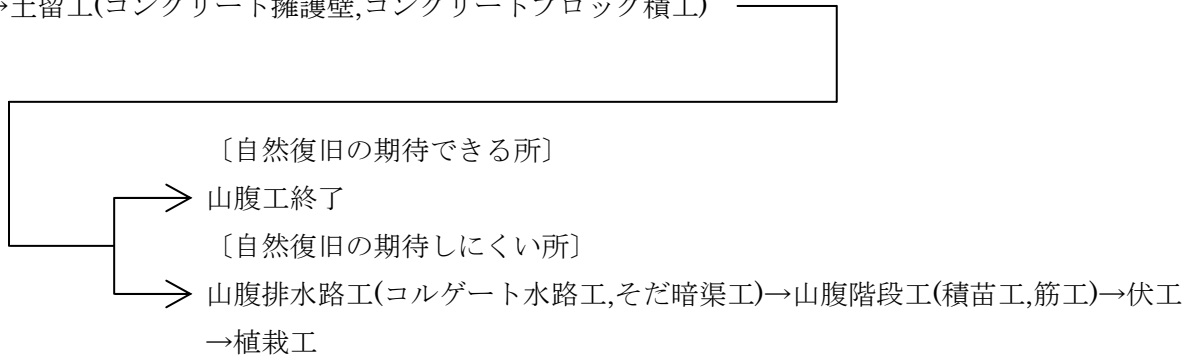 →土留工(コンクリート擁護壁,コンクリートブロック積工)
〔自然復旧の期待できる所〕
山腹工終了
〔自然復旧の期待しにくい所〕
山腹排水路工(コルゲート水路工,そだ暗渠工)→山腹階段工(積苗工,筋工)→伏工
→植栽工